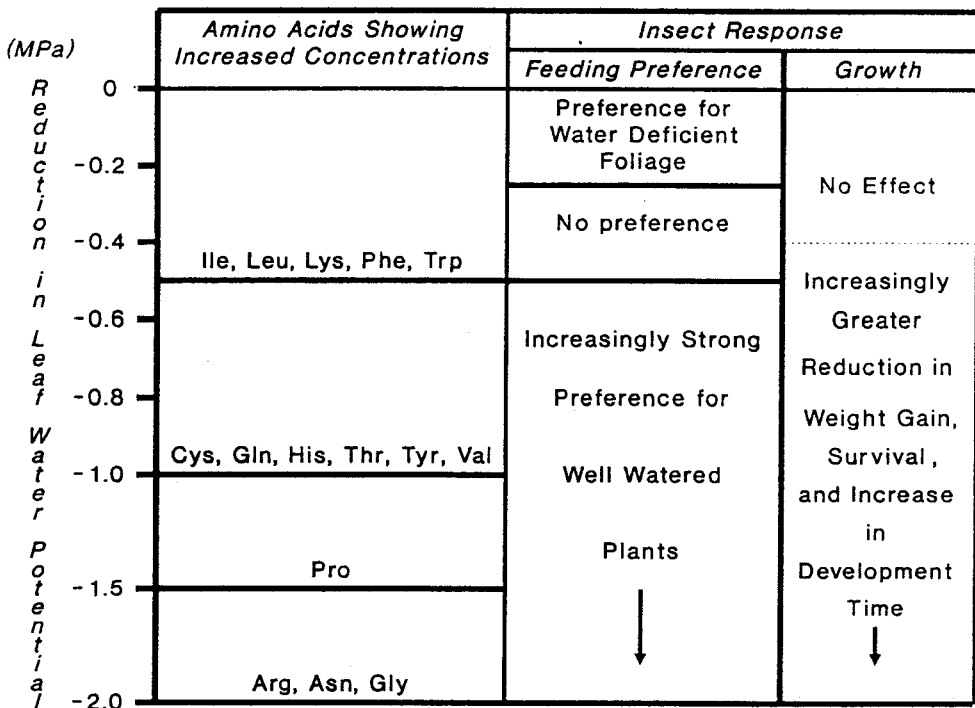 (MPa)
Reduction in Leaf Water Potential
0
-0.2
-0.4
-0.6
-0.8
-1.0
-1.5
-2.0
Amino Acids Showing
Increased Concentrations
Ile, Leu, Lys, Phe, Trp
Cys, Gln, His, Thr, Tyr, Val
Pro
Arg, Asn, Gly
Insect Response
Feeding Preference
Preference for
Water Deficient
Foliage
No preference
Increasingly Strong
Preference for
Well Watered
Plants
Growth
No Effect
Increasingly
Greater
Reduction in
Weight Gain,
Survival,
and Increase
in
Development
Time